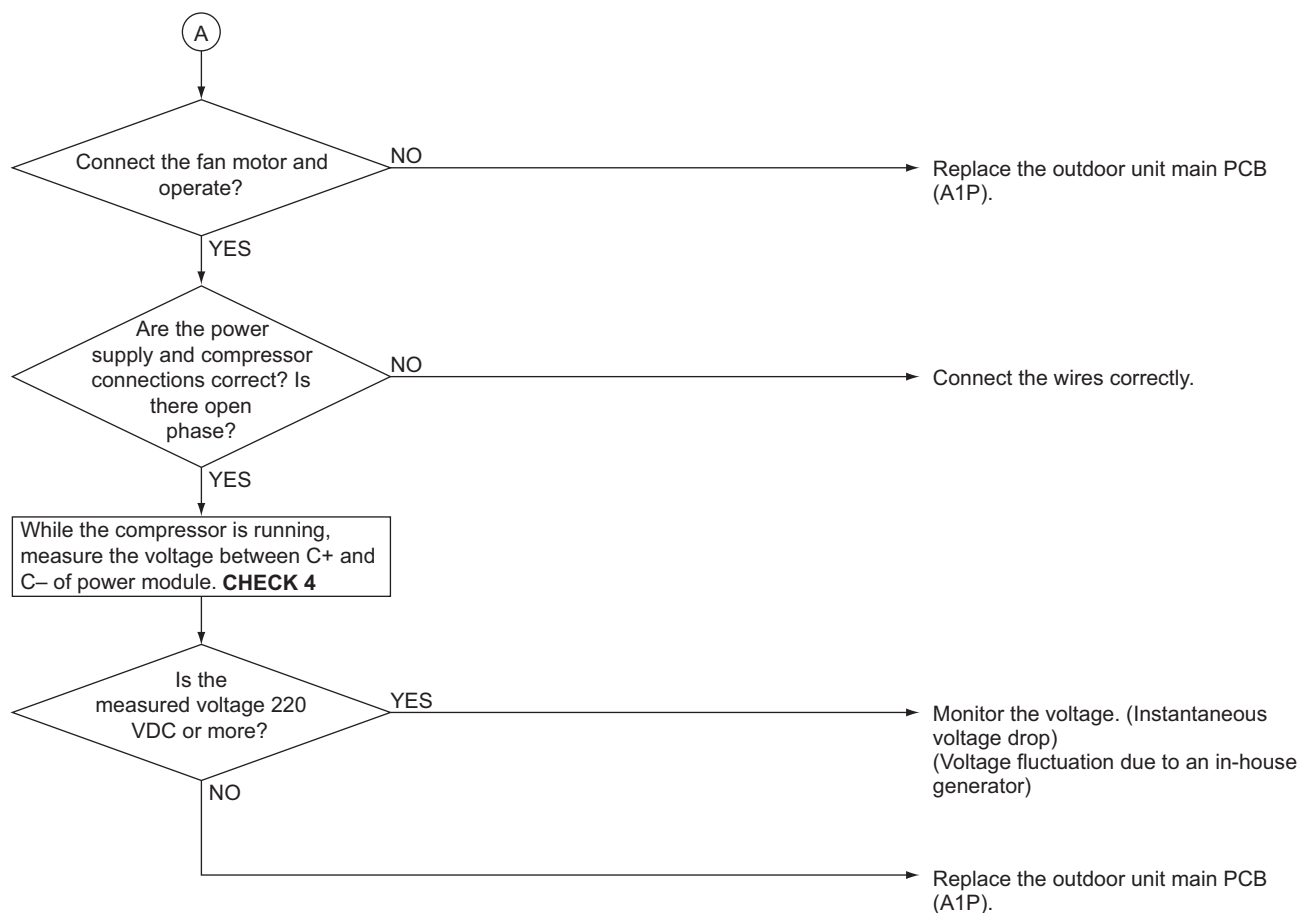 A
Connect the fan motor and
operate?
NO
Replace the outdoor unit main PCB
(A1P).
YES
Are the power
supply and compressor
connections correct? Is
there open
phase?
NO
Connect the wires correctly.
YES
While the compressor is running,
measure the voltage between C+ and
C– of power module. CHECK 4
Is the
measured voltage 220
VDC or more?
YES
Monitor the voltage. (Instantaneous
voltage drop)
(Voltage fluctuation due to an in-house
generator)
NO
Replace the outdoor unit main PCB
(A1P).